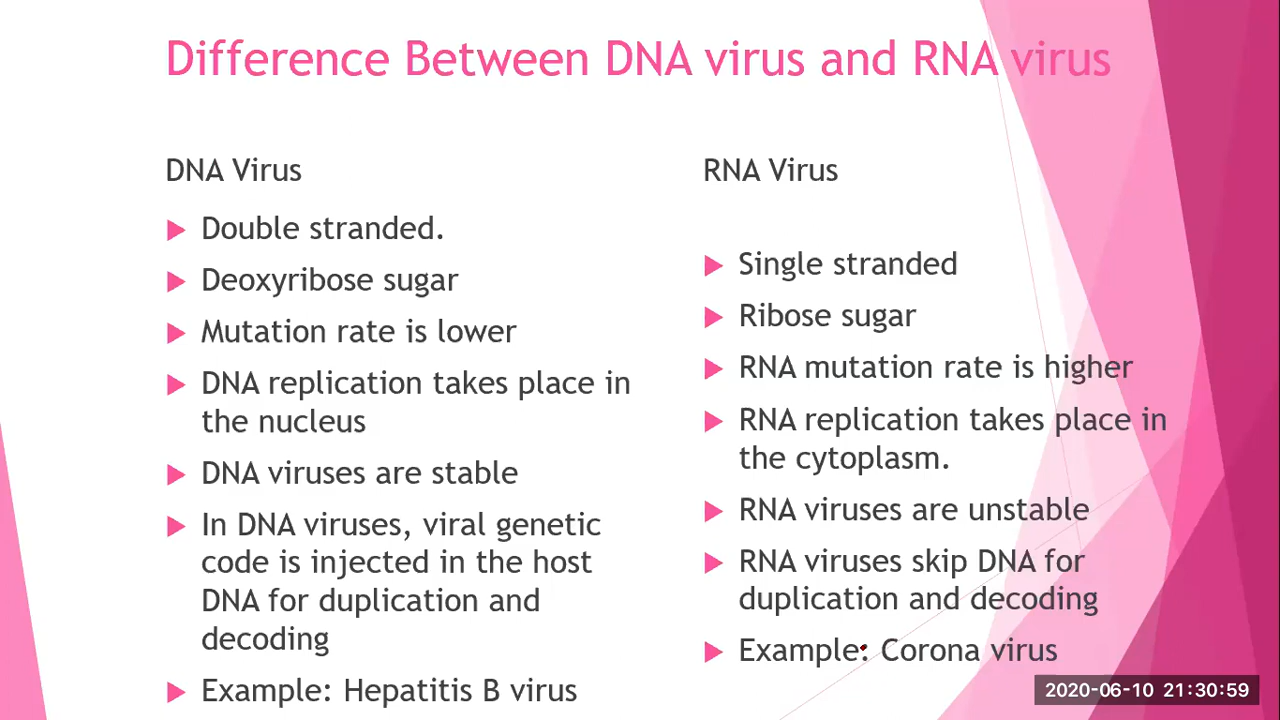 Difference Between DNA virus and RNA virus
DNA Virus
Double stranded.
Deoxyribose sugar
Mutation rate is lower
DNA replication takes place in
the nucleus
DNA viruses are stable
In DNA viruses, viral genetic
code is injected in the host
DNA for duplication and
decoding
Example: Hepatitis B virus
RNA Virus
Single stranded
Ribose sugar
RNA mutation rate is higher
RNA replication takes place in
the cytoplasm.
RNA viruses are unstable
RNA viruses skip DNA for
duplication and decoding
Example: Corona virus
2020-06-10 21:30:59